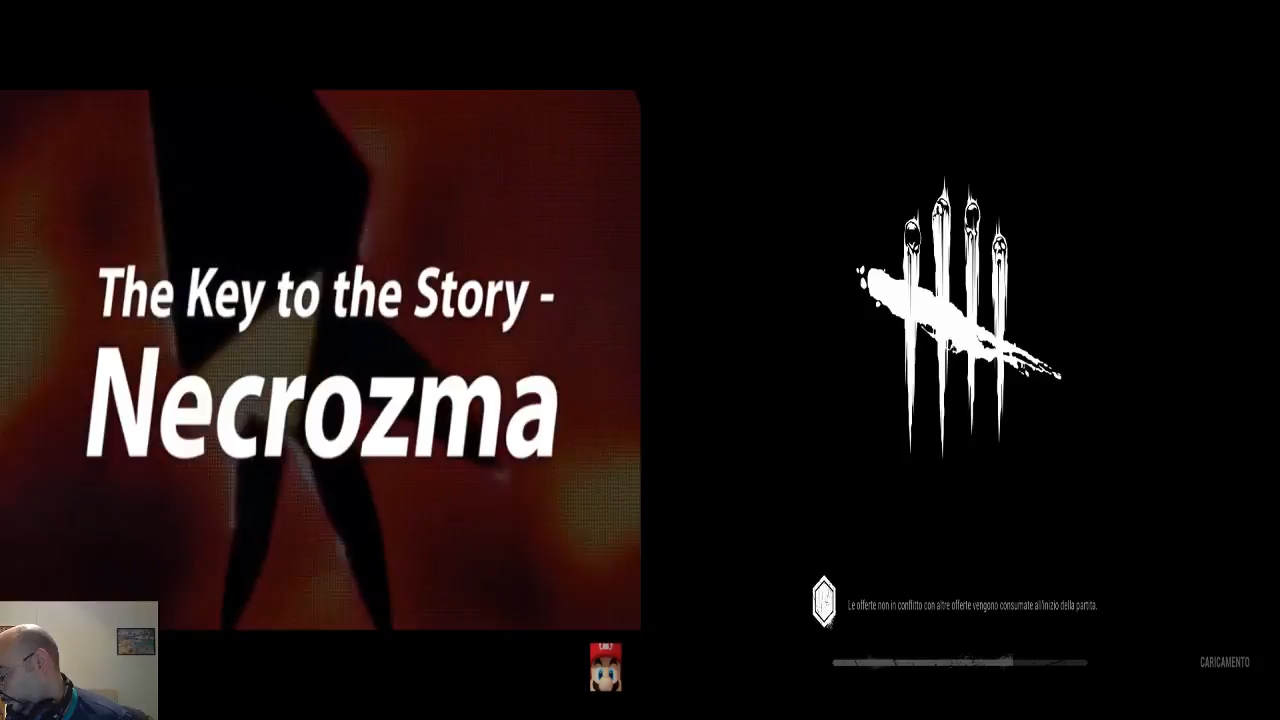 The Key to the Story -
Necrozma
Le offerte non in conflitto con altre offerte vengono consumate all'inizio della partita.
CARICAMENTO